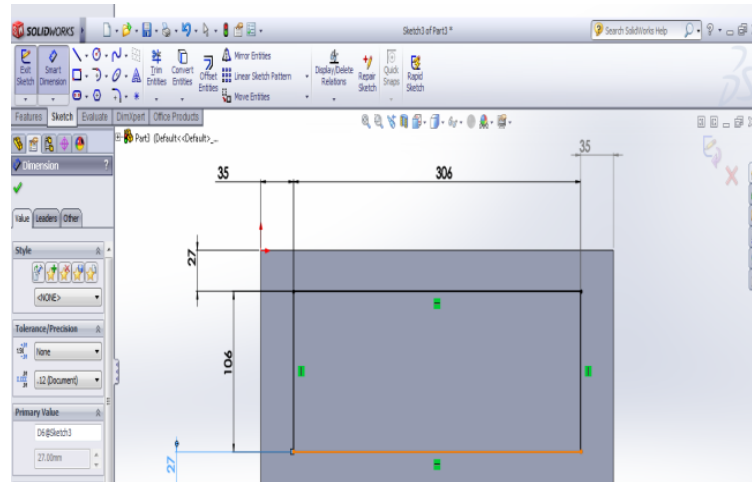 SOLIDWORKS
Sketch3 of Part3 *
Search SolidWorks Help
Exit Sketch
Smart Dimension
Trim Entities
Convert Entities
Offset Entities
Mirror Entities
Linear Sketch Pattern
Move Entities
Display/Delete Relations
Repair Sketch
Quick Snaps
Rapid Sketch
Features Sketch Evaluate DimXpert Office Products
Part3 (Default<<Default>_...
Dimension ?
Value Leaders Other
Style
<NONE>
Tolerance/Precision
None
.12 (Document)
Primary Value
D6@Sketch3
27.00mm
35
306
35
27
106
27